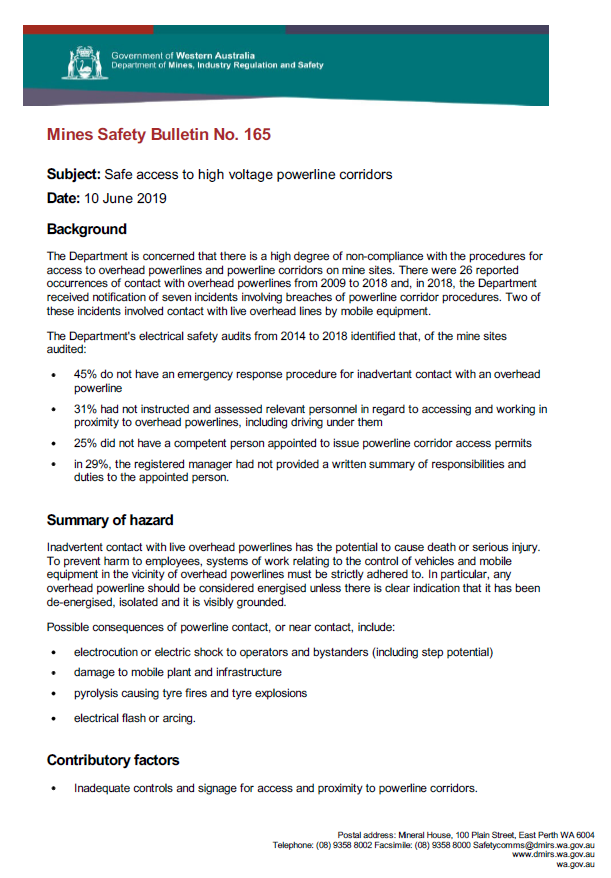 Government of Western Australia
Department of Mines, Industry Regulation and Safety
Mines Safety Bulletin No. 165
Subject: Safe access to high voltage powerline corridors
Date: 10 June 2019
Background
The Department is concerned that there is a high degree of non-compliance with the procedures for
access to overhead powerlines and powerline corridors on mine sites. There were 26 reported
occurrences of contact with overhead powerlines from 2009 to 2018 and, in 2018, the Department
received notification of seven incidents involving breaches of powerline corridor procedures. Two of
these incidents involved contact with live overhead lines by mobile equipment.
The Department's electrical safety audits from 2014 to 2018 identified that, of the mine sites
audited:
• 45% do not have an emergency response procedure for inadvertant contact with an overhead
powerline
• 31% had not instructed and assessed relevant personnel in regard to accessing and working in
proximity to overhead powerlines, including driving under them
• 25% did not have a competent person appointed to issue powerline corridor access permits
• in 29%, the registered manager had not provided a written summary of responsibilities and
duties to the appointed person.
Summary of hazard
Inadvertent contact with live overhead powerlines has the potential to cause death or serious injury.
To prevent harm to employees, systems of work relating to the control of vehicles and mobile
equipment in the vicinity of overhead powerlines must be strictly adhered to. In particular, any
overhead powerline should be considered energised unless there is clear indication that it has been
de-energised, isolated and it is visibly grounded.
Possible consequences of powerline contact, or near contact, include:
• electrocution or electric shock to operators and bystanders (including step potential)
• damage to mobile plant and infrastructure
• pyrolysis causing tyre fires and tyre explosions
• electrical flash or arcing.
Contributory factors
• Inadequate controls and signage for access and proximity to powerline corridors.
Postal address: Mineral House, 100 Plain Street, East Perth WA 6004
Telephone: (08) 9358 8002 Facsimile: (08) 9358 8000 Safetycomms@dmirs.wa.gov.au
www.dmirs.wa.gov.au
wa.gov.au